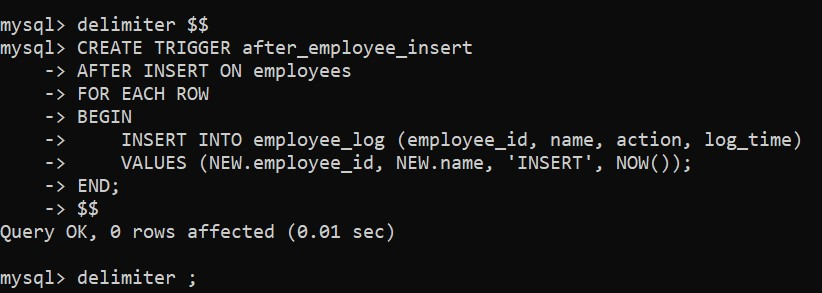 mysql> delimiter $$
mysql> CREATE TRIGGER after_employee_insert
    -> AFTER INSERT ON employees
    -> FOR EACH ROW
    -> BEGIN
    ->     INSERT INTO employee_log (employee_id, name, action, log_time)
    ->     VALUES (NEW.employee_id, NEW.name, 'INSERT', NOW());
    -> END;
    -> $$
Query OK, 0 rows affected (0.01 sec)
mysql> delimiter ;